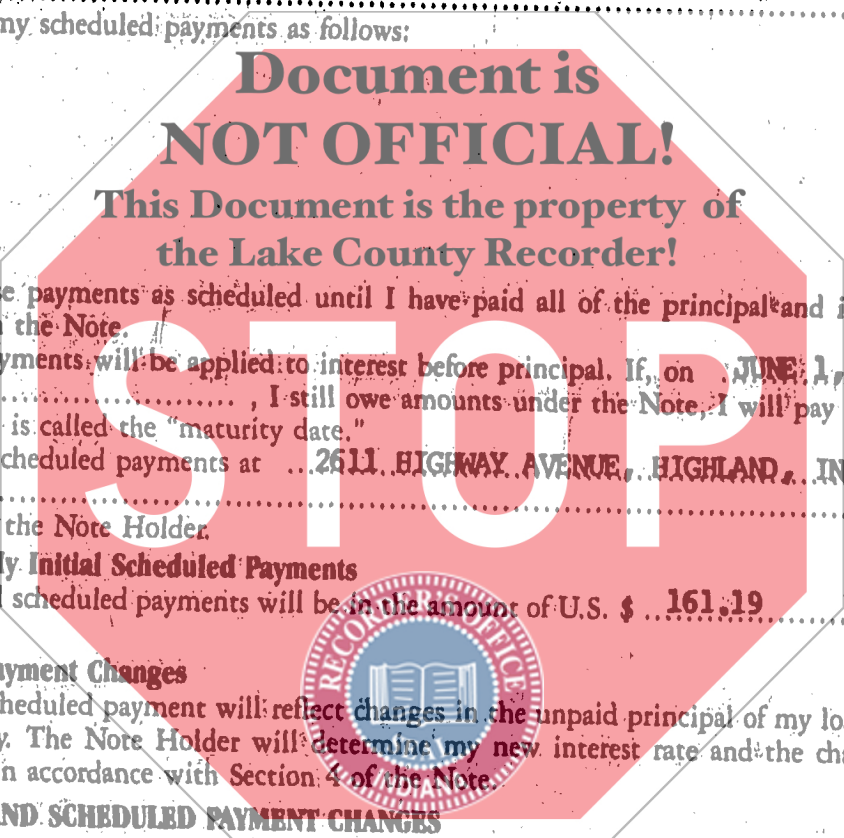 my scheduled payments as follows:
Document is
NOT OFFICIAL!
This Document is the property of
the Lake County Recorder!
payments as scheduled until I have paid all of the principal and
the Note.
will be applied to interest before principal. If, on JUNE 1,
, I still owe amounts under the Note, I will pay
is called the "maturity date."
scheduled payments at ...2611 HIGHWAY AVENUE, HIGHLAND, IN
STOP
the Note Holder.
Initial Scheduled Payments
scheduled payments will be in the amount of U.S. $ ..161.19
Changes
payment will reflect changes in the unpaid principal of my
The Note Holder will determine my new interest rate and the
in accordance with Section 4 of the Note.
AND SCHEDULED PAYMENT CHANGES
RECORDER'S OFFICE
INDIANA